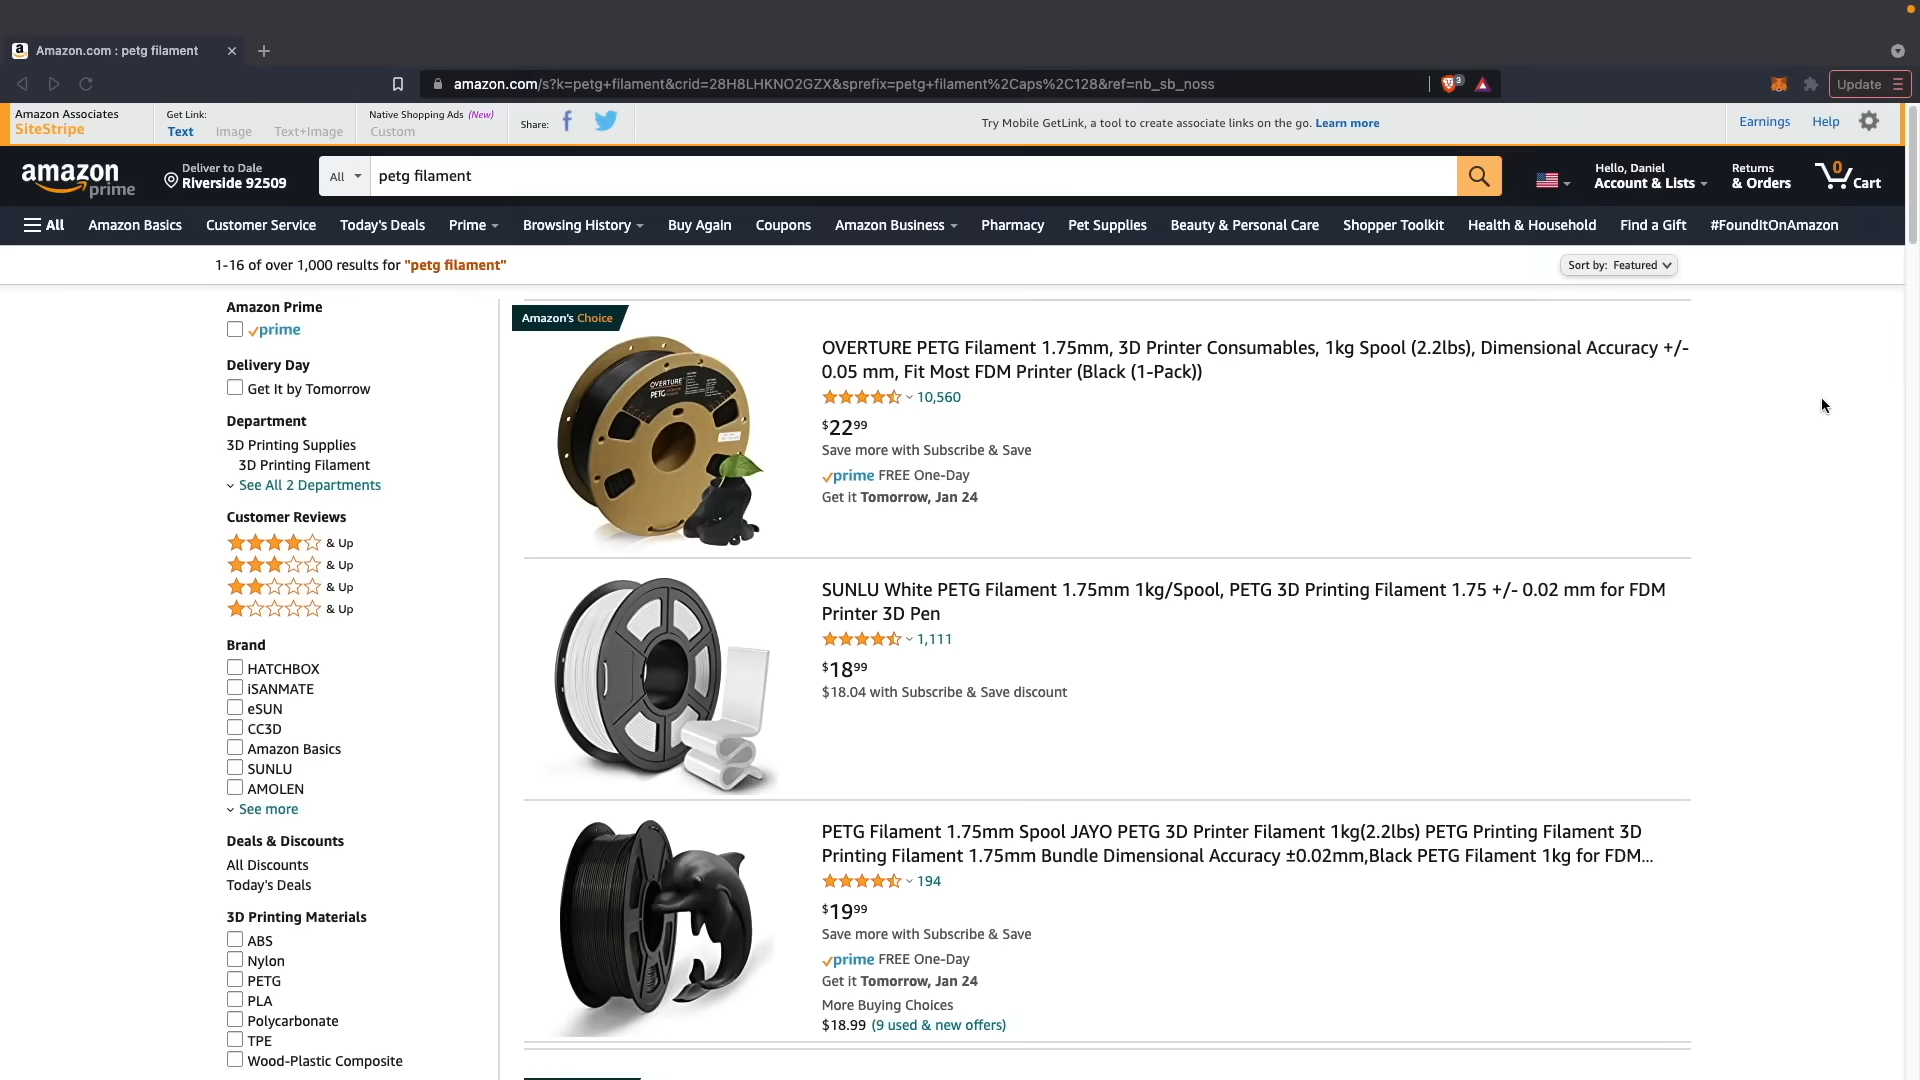 Amazon.com : petg filament
amazon.com/s?k=petg+filament&crid=28H8LHKNO2GZX&sprefix=petg+filament%2Caps%2C128&ref=nb_sb_noss
3
Update
Amazon Associates
SiteStripe
Get Link:
Text Image Text+Image
Native Shopping Ads (New)
Custom
Share:
Try Mobile GetLink, a tool to create associate links on the go. Learn more
Earnings Help
amazon
prime
Deliver to Dale
Riverside 92509
All
petg filament
Hello, Daniel
Account & Lists
Returns
& Orders
0
Cart
All Amazon Basics Customer Service Today's Deals Prime Browsing History Buy Again Coupons Amazon Business Pharmacy Pet Supplies Beauty & Personal Care Shopper Toolkit Health & Household Find a Gift #FoundItOnAmazon
1-16 of over 1,000 results for "petg filament"
Sort by: Featured
Amazon Prime
prime
Delivery Day
Get It by Tomorrow
Department
3D Printing Supplies
3D Printing Filament
See All 2 Departments
Customer Reviews
& Up
& Up
& Up
& Up
Brand
HATCHBOX
iSANMATE
eSUN
CC3D
Amazon Basics
SUNLU
AMOLEN
See more
Deals & Discounts
All Discounts
Today's Deals
3D Printing Materials
ABS
Nylon
PETG
PLA
Polycarbonate
TPE
Wood-Plastic Composite
Amazon's Choice
OVERTURE
PETG
OVERTURE PETG Filament 1.75mm, 3D Printer Consumables, 1kg Spool (2.2lbs), Dimensional Accuracy +/-
0.05 mm, Fit Most FDM Printer (Black (1-Pack))
10,560
$2299
Save more with Subscribe & Save
prime FREE One-Day
Get it Tomorrow, Jan 24
SUNLU White PETG Filament 1.75mm 1kg/Spool, PETG 3D Printing Filament 1.75 +/- 0.02 mm for FDM
Printer 3D Pen
1,111
$1899
$18.04 with Subscribe & Save discount
PETG Filament 1.75mm Spool JAYO PETG 3D Printer Filament 1kg(2.2lbs) PETG Printing Filament 3D
Printing Filament 1.75mm Bundle Dimensional Accuracy ±0.02mm,Black PETG Filament 1kg for FDM...
194
$1999
Save more with Subscribe & Save
prime FREE One-Day
Get it Tomorrow, Jan 24
More Buying Choices
$18.99 (9 used & new offers)